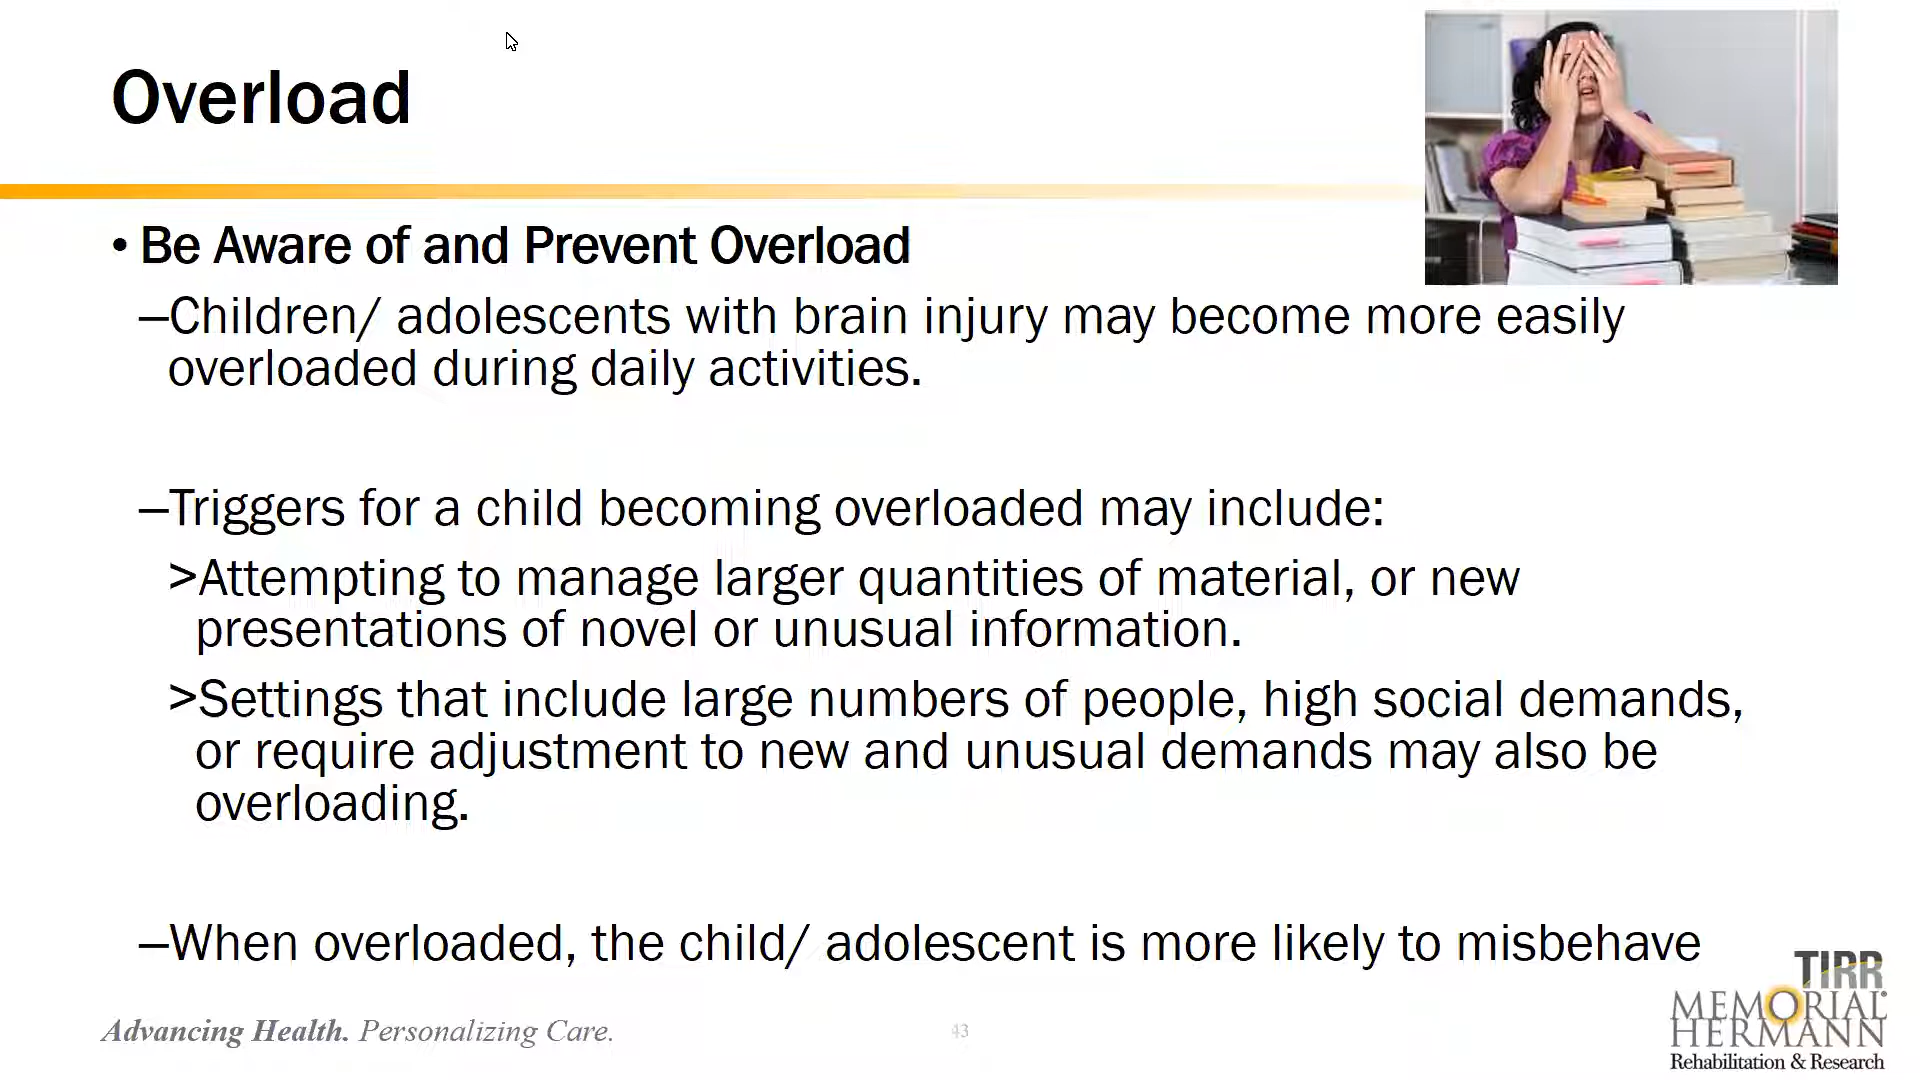 Overload
• Be Aware of and Prevent Overload
–Children/ adolescents with brain injury may become more easily
overloaded during daily activities.
–Triggers for a child becoming overloaded may include:
>Attempting to manage larger quantities of material, or new
presentations of novel or unusual information.
>Settings that include large numbers of people, high social demands,
or require adjustment to new and unusual demands may also be
overloading.
–When overloaded, the child/ adolescent is more likely to misbehave
Advancing Health. Personalizing Care.
43
TIRR
MEMORIAL®
HERMANN
Rehabilitation & Research